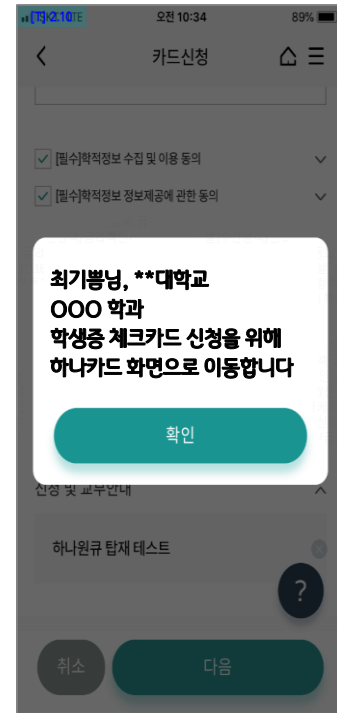 [T]-2.10TE 오전 10:34 89%
카드신청
[필수]학적정보 수집 및 이용 동의
[필수]학적정보 정보제공에 관한 동의
최기쁨님, **대학교
OOO 학과
학생증 체크카드 신청을 위해
하나카드 화면으로 이동합니다
확인
신청 및 교부안내
하나원큐 탑재 테스트
?
취소 다음